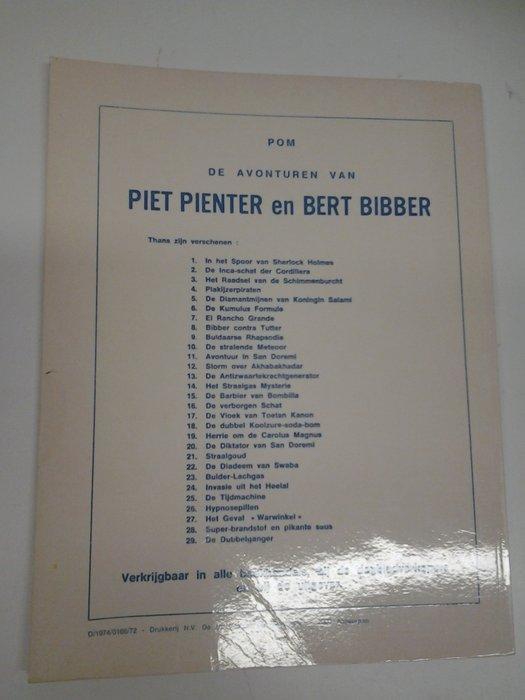 POM
DE AVONTUREN VAN
PIET PIENTER en BERT BIBBER
Thans zijn verschenen :
1. In het Spoor van Sherlock Holmes
2. De Inca-schat der Cordillera
3. Het Raadsel van de Schimmenburcht
4. Plakijzerpiraten
5. De Diamantmijnen van Koningin Salami
6. De Kumulus Formule
7. El Rancho Grande
8. Bibber contra Tutter
9. Buldaarse Rhapsodie
10. De stralende Meteoor
11. Avontuur in San Doremi
12. Storm over Akhabakhadar
13. De Antizwaartekrachtgenerator
14. Het Straalgas Mysterie
15. De Barbier van Bombilla
16. De verborgen Schat
17. De Vloek van Toetan Kanon
18. De dubbel Koolzure-soda-bom
19. Herrie om de Carolus Magnus
20. De Diktator van San Doremi
21. Straalgoud
22. De Diadeem van Swaba
23. Bulder-Lachgas
24. Invasie uit het Heelal
25. De Tijdmachine
26. Hypnosepillen
27. Het Geval « Warwinkel »
28. Super-brandstof en pikante saus
29. De Dubbelganger
Verkrijgbaar in alle bij de
de uitgever
D/1974/0166/72 - Drukkerij N.V. De